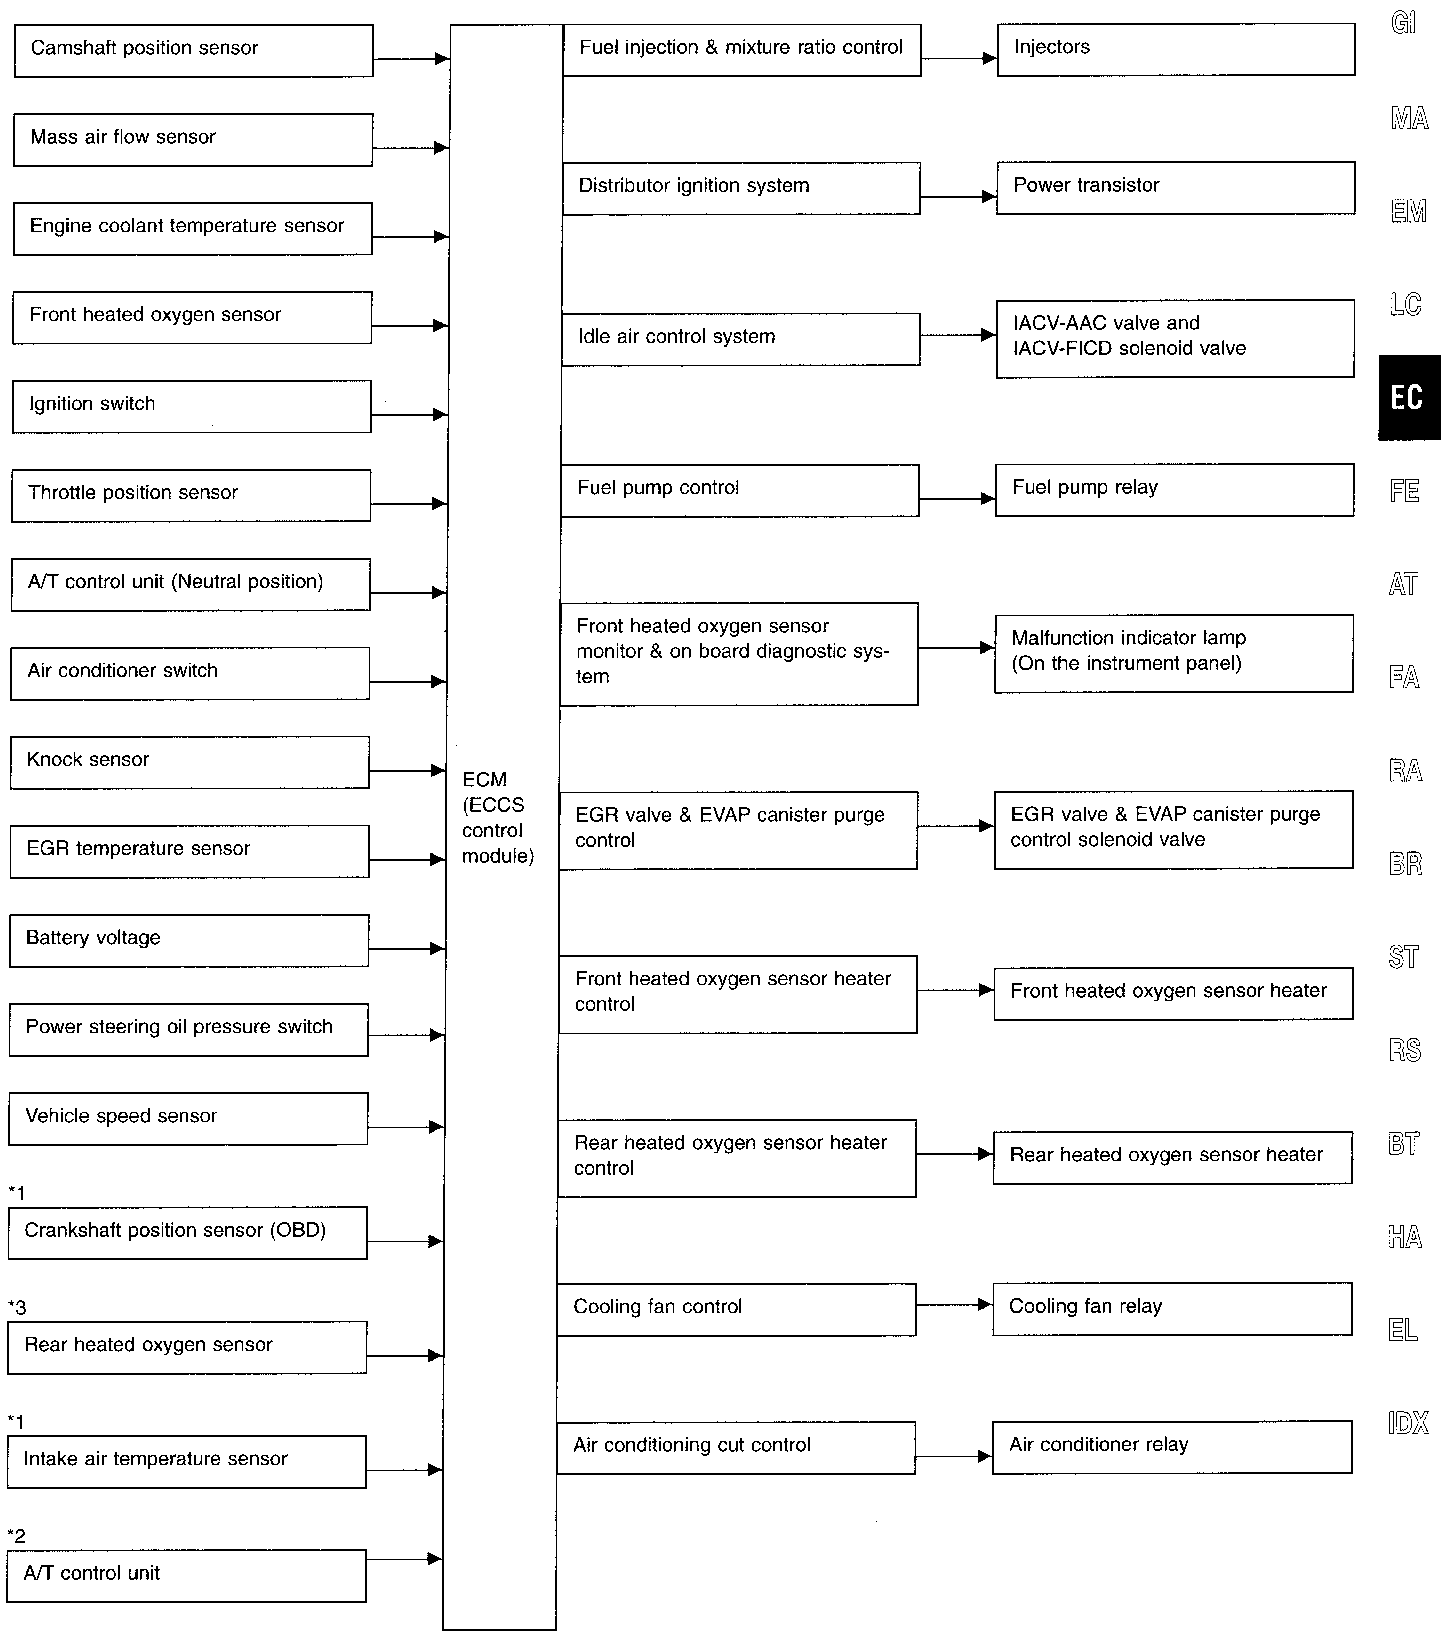 Camshaft position sensor
Mass air flow sensor
Engine coolant temperature sensor
Front heated oxygen sensor
Ignition switch
Throttle position sensor
A/T control unit (Neutral position)
Air conditioner switch
Knock sensor
EGR temperature sensor
Battery voltage
Power steering oil pressure switch
Vehicle speed sensor
*1
Crankshaft position sensor (OBD)
*3
Rear heated oxygen sensor
*1
Intake air temperature sensor
*2
A/T control unit
ECM
(ECCS
control
module)
Fuel injection & mixture ratio control
Distributor ignition system
Idle air control system
Fuel pump control
Front heated oxygen sensor
monitor & on board diagnostic sys-
tem
EGR valve & EVAP canister purge
control
Front heated oxygen sensor heater
control
Rear heated oxygen sensor heater
control
Cooling fan control
Air conditioning cut control
Injectors
Power transistor
IACV-AAC valve and
IACV-FICD solenoid valve
Fuel pump relay
Malfunction indicator lamp
(On the instrument panel)
EGR valve & EVAP canister purge
control solenoid valve
Front heated oxygen sensor heater
Rear heated oxygen sensor heater
Cooling fan relay
Air conditioner relay
GI
MA
EM
LC
EC
FE
AT
FA
RA
BR
ST
RS
BT
HA
EL
IDX